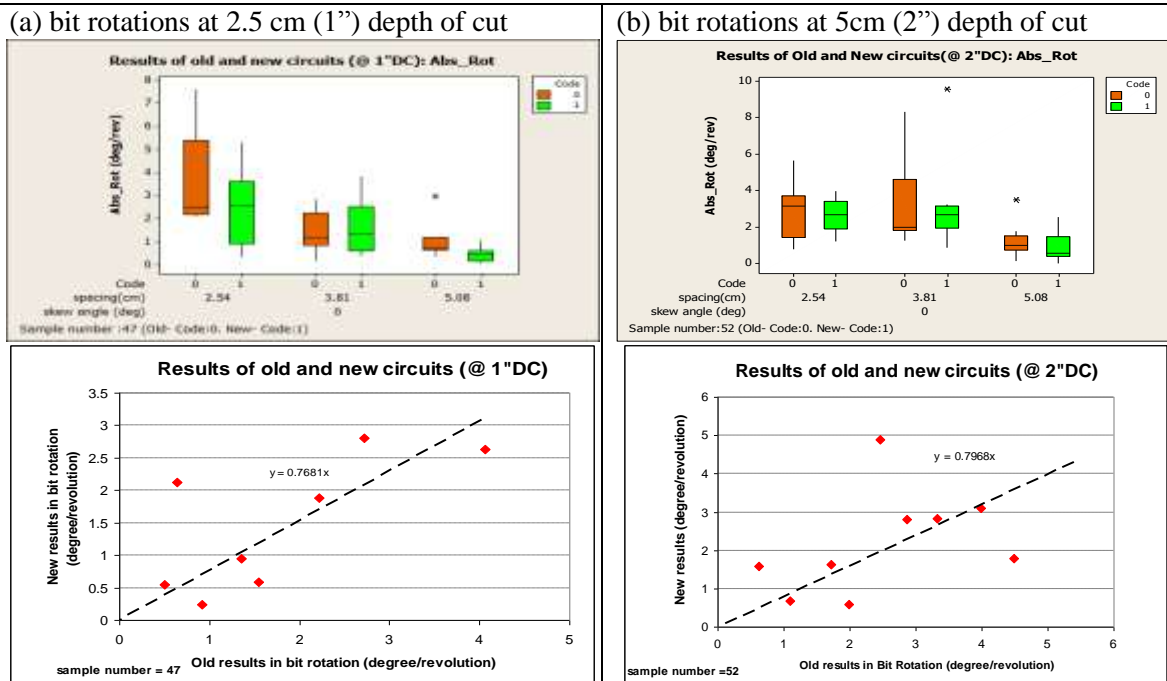 (a) bit rotations at 2.5 cm (1”) depth of cut
Results of old and new circuits (@ 1"DC): Abs_Rot
Code
0
1
8
7
6
5
4
3
2
1
0
Abs_Rot (deg/rev)
Code 0 1 0 1 0 1
spacing(cm) 2.54 3.81 5.08
skew angle (deg) 0
Sample number :47 (Old- Code:0. New- Code:1)
Results of old and new circuits (@ 1"DC)
3.5
3
2.5
2
1.5
1
0.5
0
New results in bit rotation
(degree/revolution)
y = 0.7681x
0 1 2 3 4 5
Old results in bit rotation (degree/revolution)
sample number = 47
(b) bit rotations at 5cm (2”) depth of cut
Results of Old and New circuits(@ 2"DC): Abs_Rot
Code
0
1
10
8
6
4
2
0
Abs_Rot (deg/rev)
Code 0 1 0 1 0 1
spacing(cm) 2.54 3.81 5.08
skew angle (deg) 0
Sample number:52 (Old- Code:0. New- Code:1)
Results of old and new circuits (@ 2"DC)
6
5
4
3
2
1
0
New results (degree/revolution)
y = 0.7968x
0 1 2 3 4 5 6
Old results in Bit Rotation (degree/revolution)
sample number =52